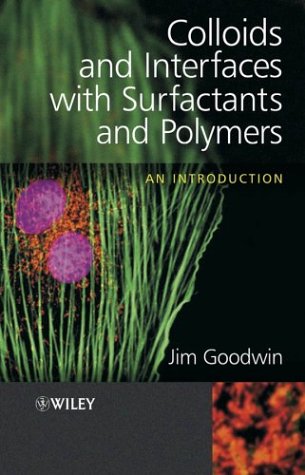 Colloids
and Interfaces
with Surfactants
and Polymers
AN INTRODUCTION
Jim Goodwin
WILEY